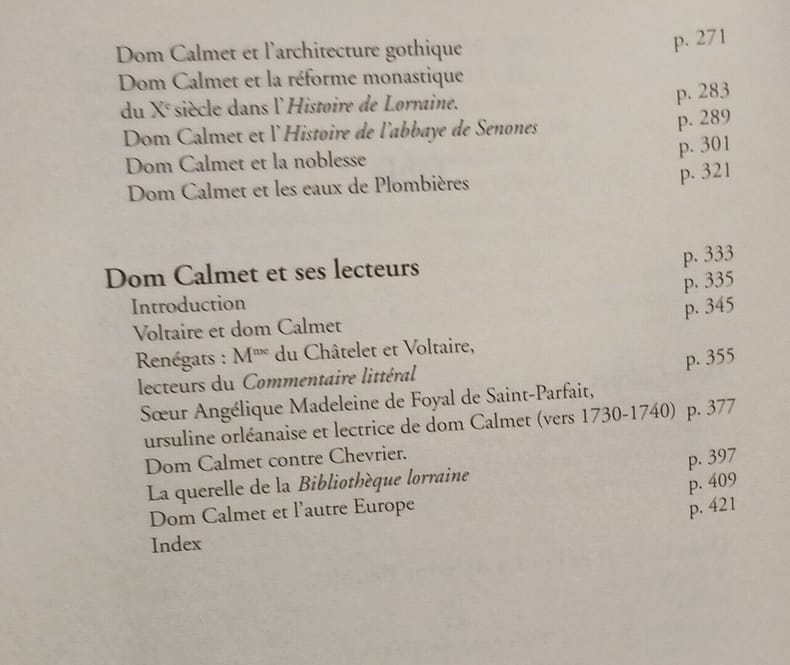 Dom Calmet et l'architecture gothique p. 271
Dom Calmet et la réforme monastique
du Xe siècle dans l'Histoire de Lorraine. p. 283
Dom Calmet et l'Histoire de l'abbaye de Senones p. 289
Dom Calmet et la noblesse p. 301
Dom Calmet et les eaux de Plombières p. 321
Dom Calmet et ses lecteurs p. 333
Introduction p. 335
Voltaire et dom Calmet p. 345
Renégats : Mme du Châtelet et Voltaire,
lecteurs du Commentaire littéral p. 355
Sœur Angélique Madeleine de Foyal de Saint-Parfait,
ursuline orléanaise et lectrice de dom Calmet (vers 1730-1740) p. 377
Dom Calmet contre Chevrier.
La querelle de la Bibliothèque lorraine p. 397
Dom Calmet et l'autre Europe p. 409
Index p. 421